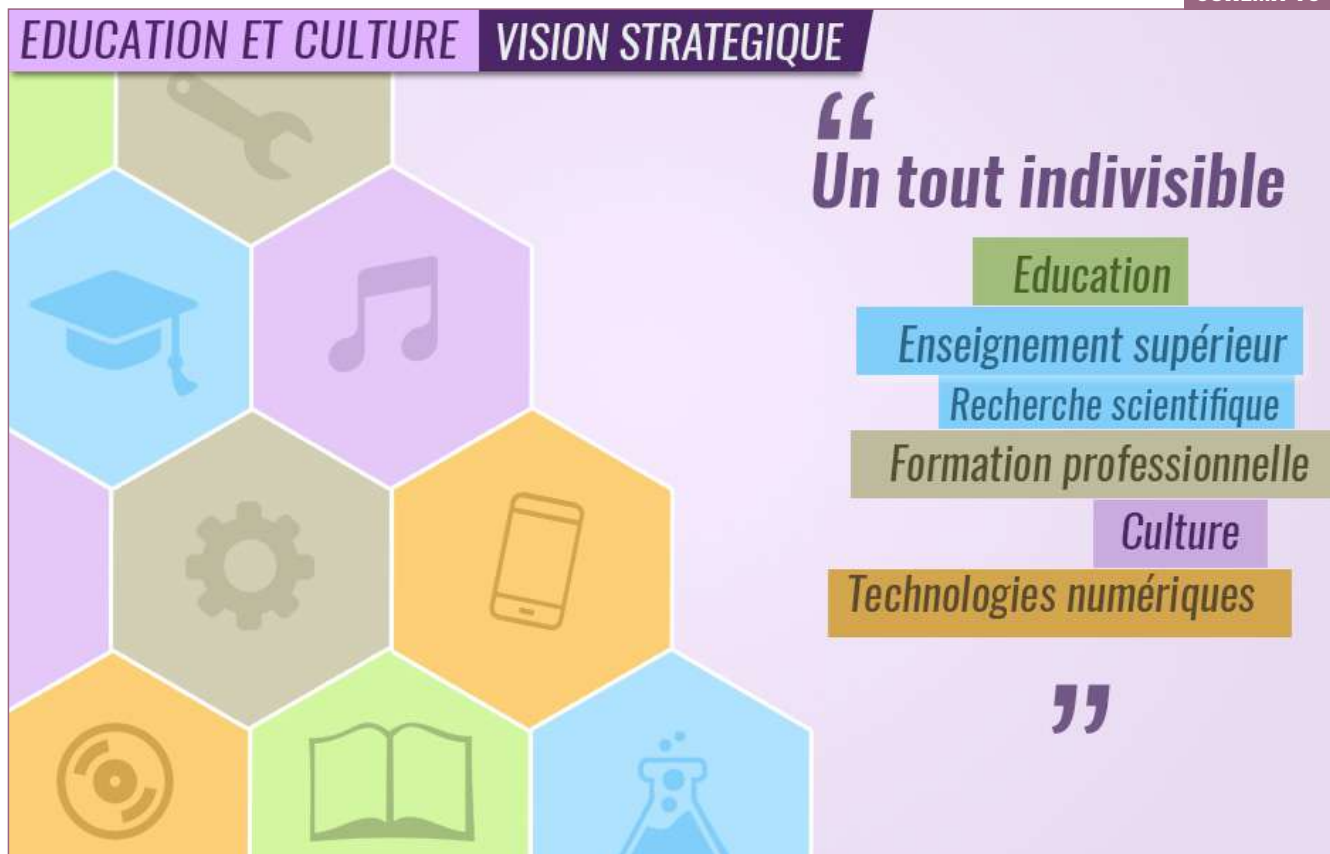 EDUCATION ET CULTURE VISION STRATEGIQUE
“
Un tout indivisible
Education
Enseignement supérieur
Recherche scientifique
Formation professionnelle
Culture
Technologies numériques
”